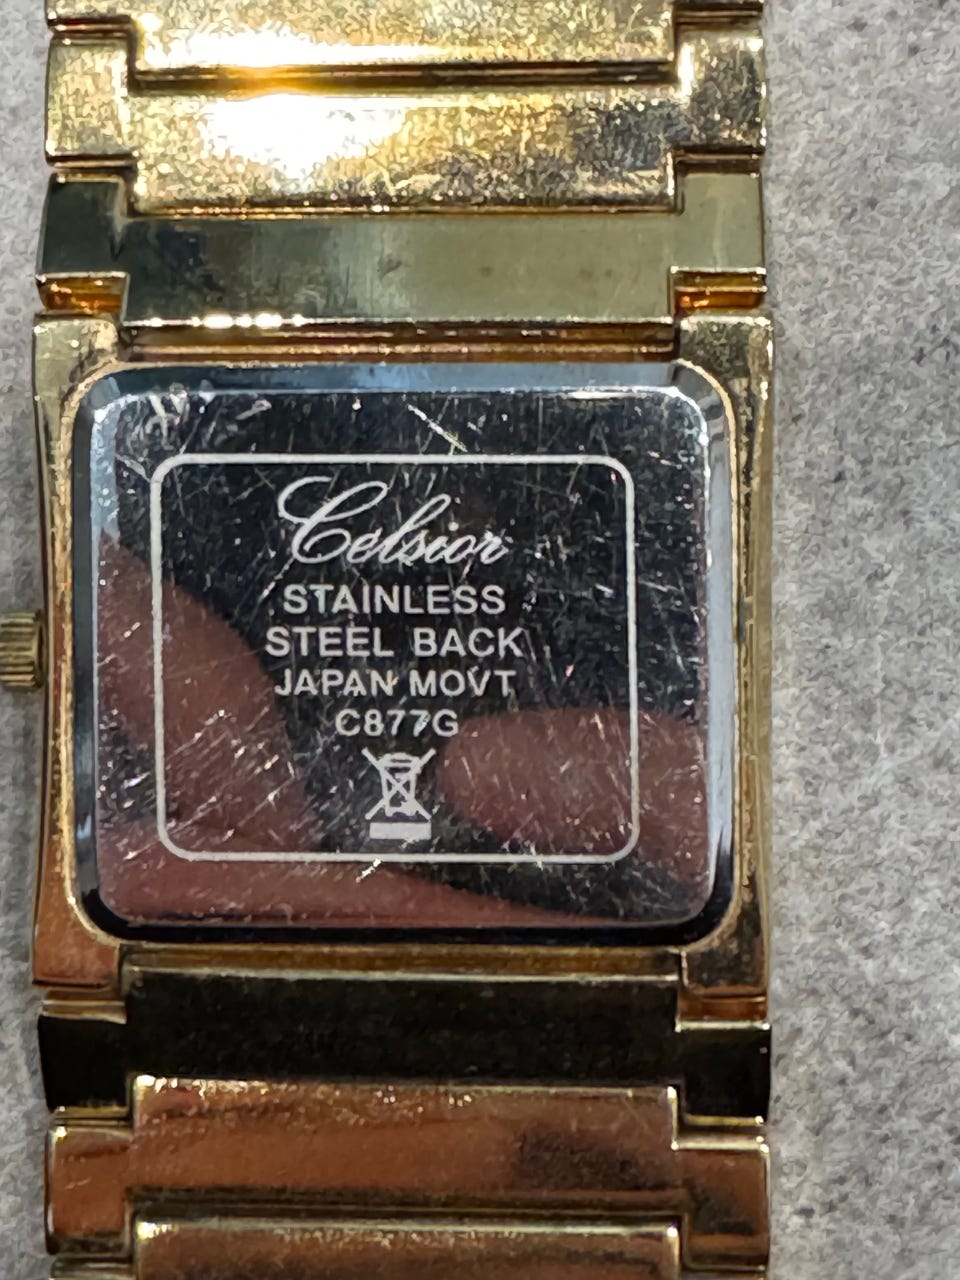 Celsior
STAINLESS
STEEL BACK
JAPAN MOVT
C877G